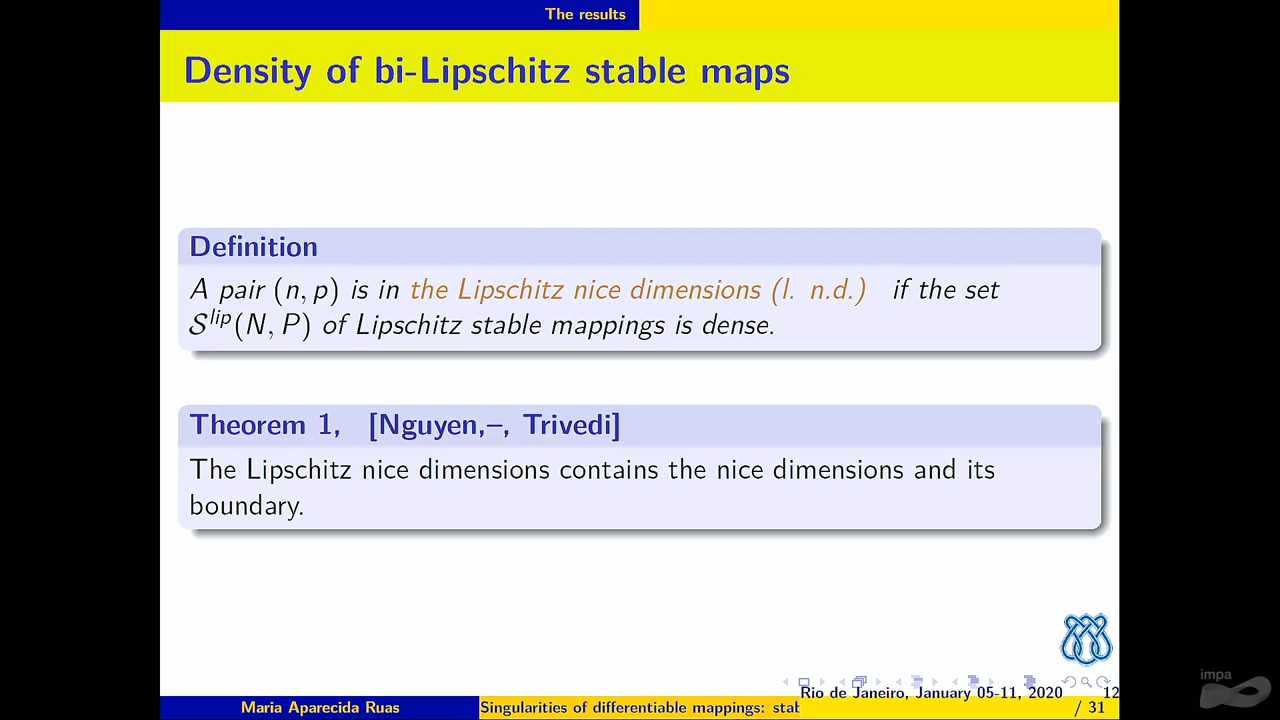 The results
Density of bi-Lipschitz stable maps
Definition
A pair (n, p) is in the Lipschitz nice dimensions (l. n.d.) if the set
𝒮^lip(N, P) of Lipschitz stable mappings is dense.
Theorem 1, [Nguyen,–, Trivedi]
The Lipschitz nice dimensions contains the nice dimensions and its
boundary.
impa
Rio de Janeiro, January 05-11, 2020 12
Maria Aparecida Ruas Singularities of differentiable mappings: stab / 31